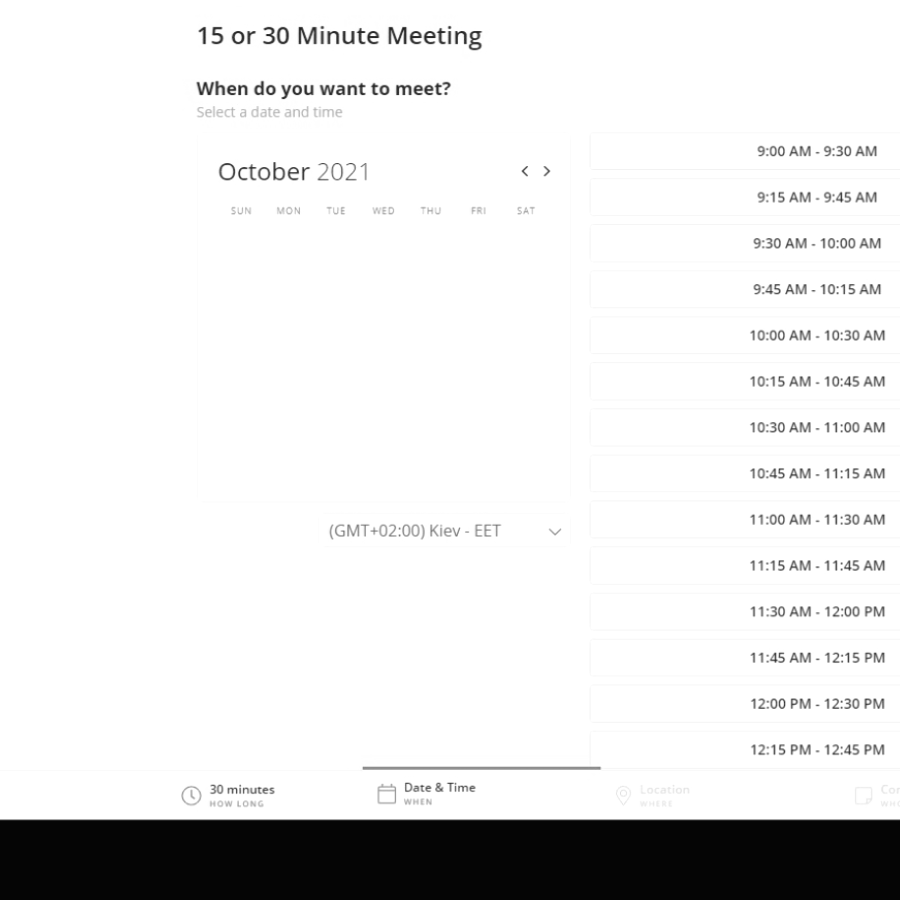 15 or 30 Minute Meeting
When do you want to meet?
Select a date and time
October 2021
SUN MON TUE WED THU FRI SAT
(GMT+02:00) Kiev - EET
9:00 AM - 9:30 AM
9:15 AM - 9:45 AM
9:30 AM - 10:00 AM
9:45 AM - 10:15 AM
10:00 AM - 10:30 AM
10:15 AM - 10:45 AM
10:30 AM - 11:00 AM
10:45 AM - 11:15 AM
11:00 AM - 11:30 AM
11:15 AM - 11:45 AM
11:30 AM - 12:00 PM
11:45 AM - 12:15 PM
12:00 PM - 12:30 PM
12:15 PM - 12:45 PM
30 minutes
HOW LONG
Date & Time
WHEN
Location
WHERE